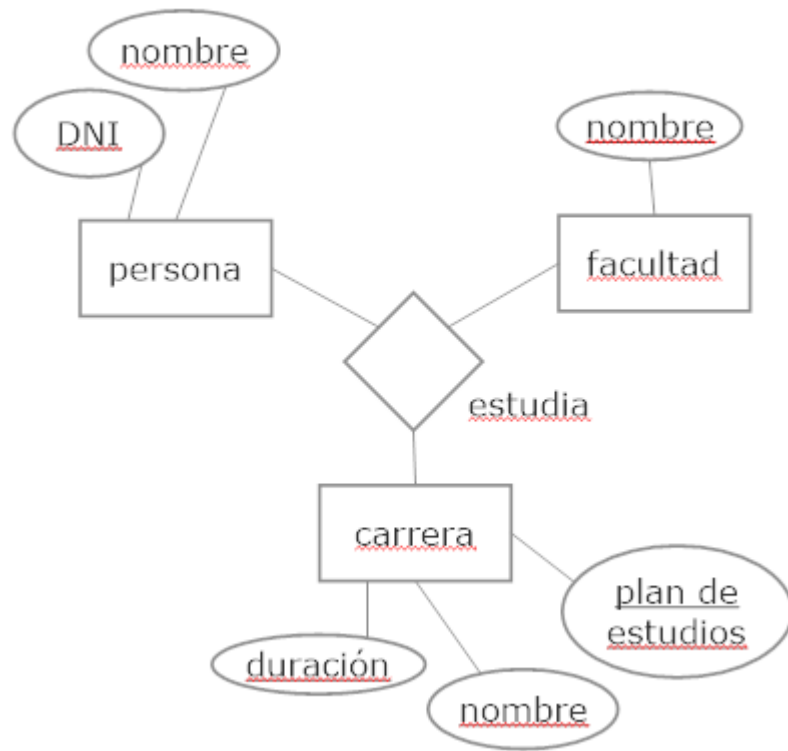 nombre
DNI
nombre
persona
facultad
estudia
carrera
plan de
estudios
duración
nombre